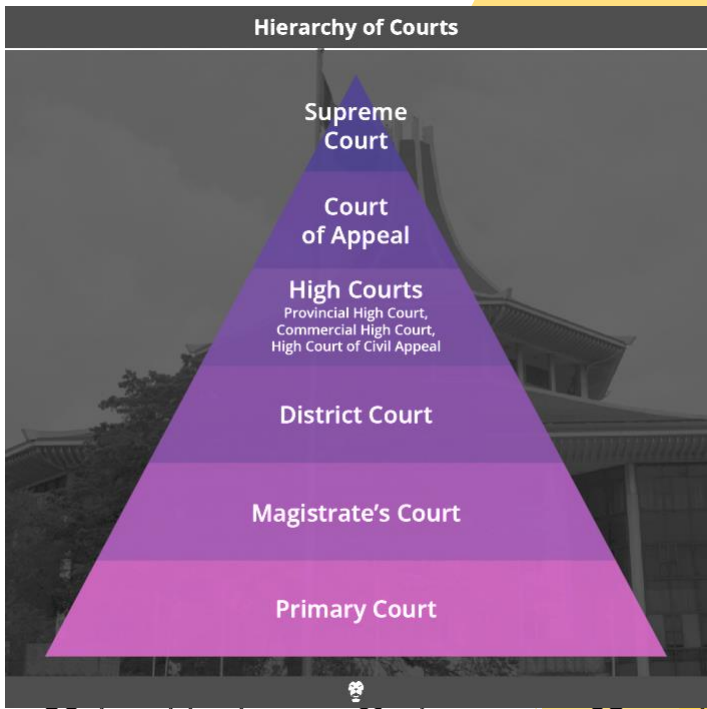 Hierarchy of Courts
Supreme
Court
Court
of Appeal
High Courts
Provincial High Court,
Commercial High Court,
High Court of Civil Appeal
District Court
Magistrate’s Court
Primary Court